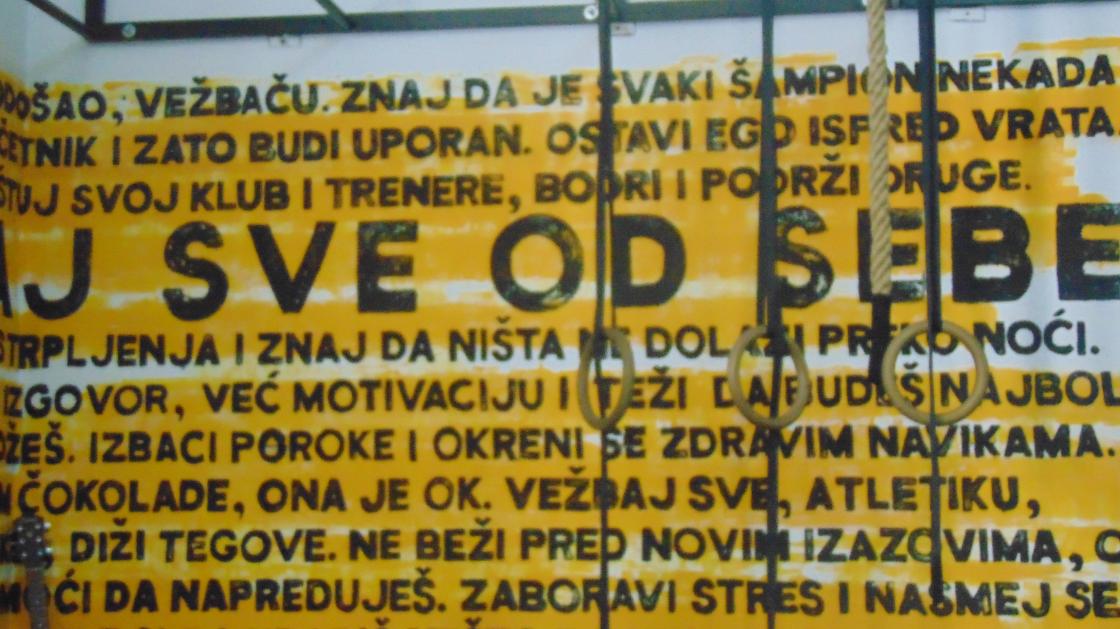 DOŠAO, VEŽBAČU. ZNAJ DA JE SVAKI ŠAMPION NEKADA
ČETNIK I ZATO BUDI UPORAN. OSTAVI EGO ISPRED VRATA
ŠTUJ SVOJ KLUB I TRENERE, BODRI I PODRŽI DRUGE.
AJ SVE OD SEBE
STRPLJENJA I ZNAJ DA NIŠTA NE DOLAZI PREKO NOĆI.
IZGOVOR, VEĆ MOTIVACIJU I TEŽI DA BUDEŠ NAJBOL
OŽEŠ. IZBACI POROKE I OKRENI SE ZDRAVIM NAVIKAMA.
ČOKOLADE, ONA JE OK. VEŽBAJ SVE, ATLETIKU,
DIŽI TEGOVE. NE BEŽI PRED NOVIM IZAZOVIMA,
MOĆI DA NAPREDUJEŠ. ZABORAVI STRES I NASMEJ SE